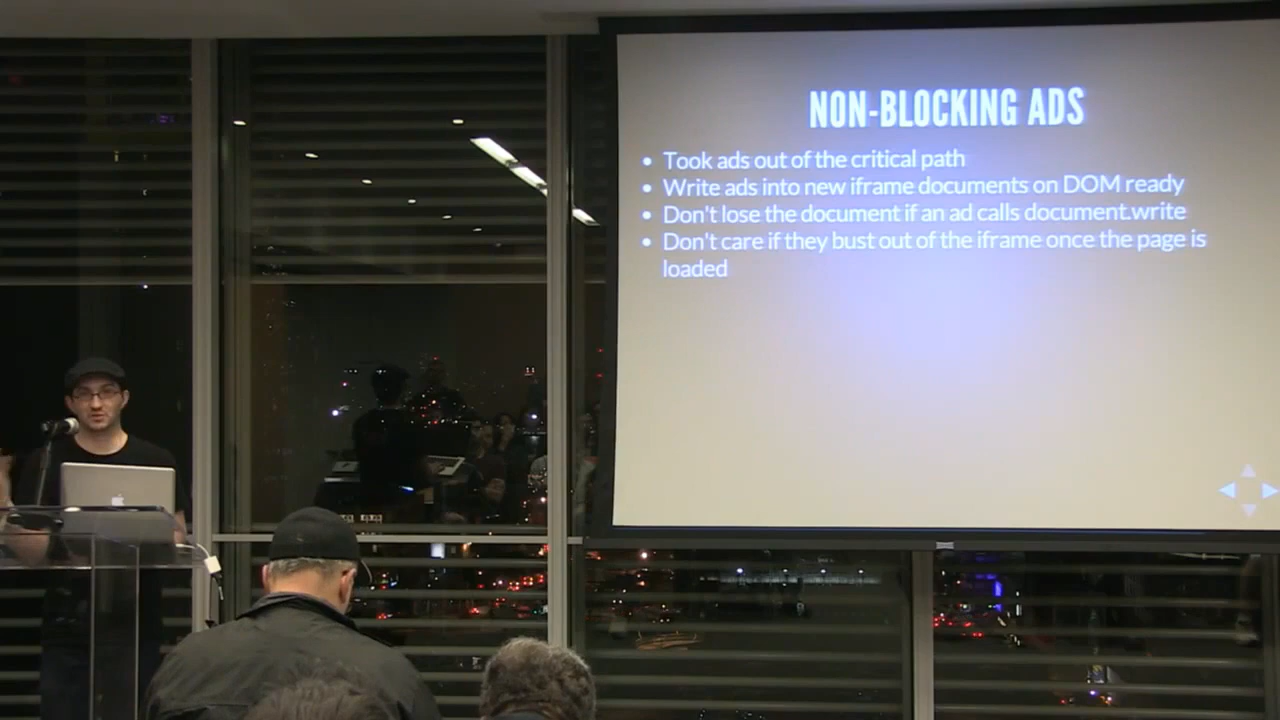 NON-BLOCKING ADS
• Took ads out of the critical path
• Write ads into new iframe documents on DOM ready
• Don't lose the document if an ad calls document.write
• Don't care if they bust out of the iframe once the page is
loaded